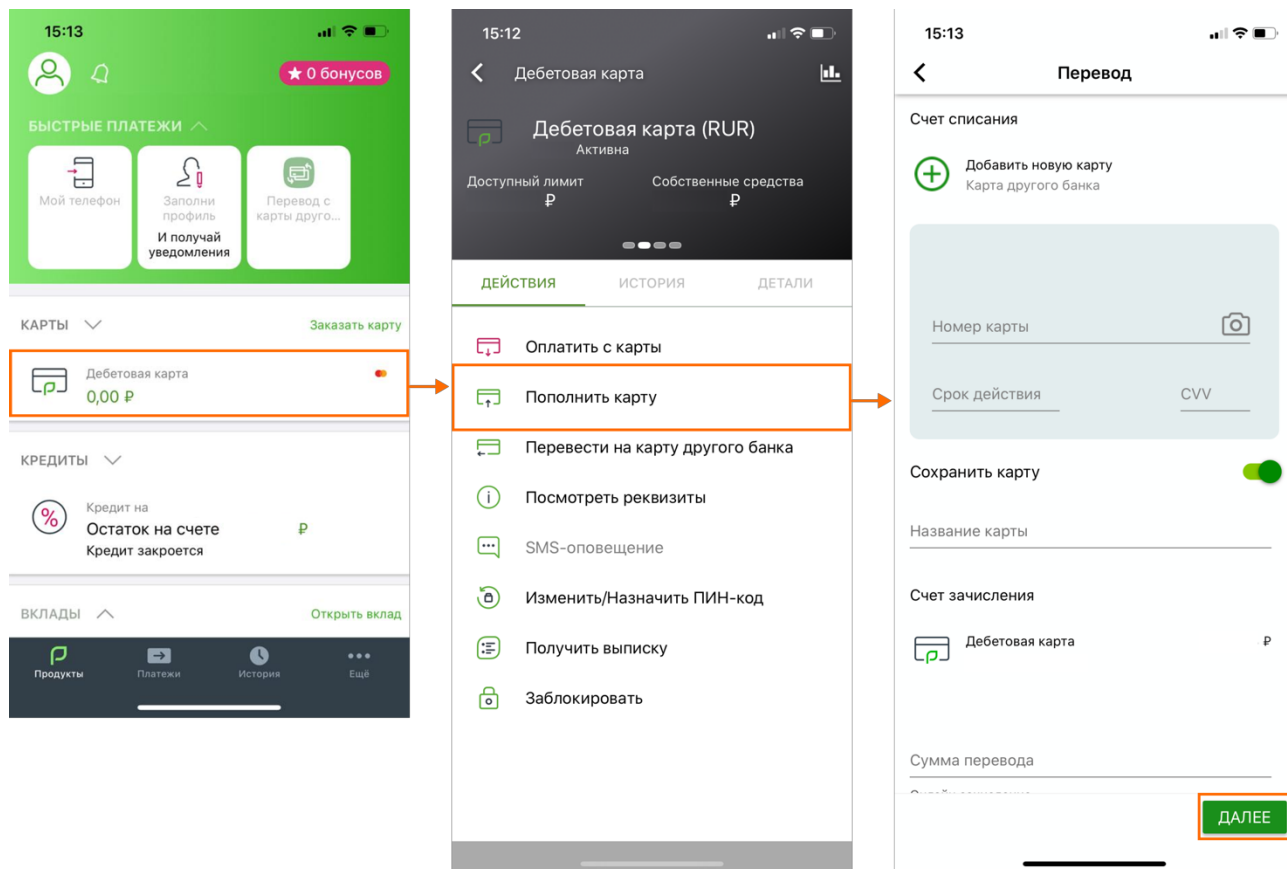 15:13
★ 0 бонусов
БЫСТРЫЕ ПЛАТЕЖИ
Мой телефон
Заполни
профиль
И получай
уведомления
Перевод с
карты друго...
КАРТЫ
Заказать карту
Дебетовая карта
0,00 ₽
КРЕДИТЫ
Кредит на
Остаток на счете ₽
Кредит закроется
ВКЛАДЫ
Открыть вклад
Продукты
Платежи
История
Ещё
15:12
Дебетовая карта
Дебетовая карта (RUR)
Активна
Доступный лимит
₽
Собственные средства
₽
ДЕЙСТВИЯ
ИСТОРИЯ
ДЕТАЛИ
Оплатить с карты
Пополнить карту
Перевести на карту другого банка
Посмотреть реквизиты
SMS-оповещение
Изменить/Назначить ПИН-код
Получить выписку
Заблокировать
15:13
Перевод
Счет списания
Добавить новую карту
Карта другого банка
Номер карты
Срок действия
CVV
Сохранить карту
Название карты
Счет зачисления
Дебетовая карта ₽
Сумма перевода
ДАЛЕЕ